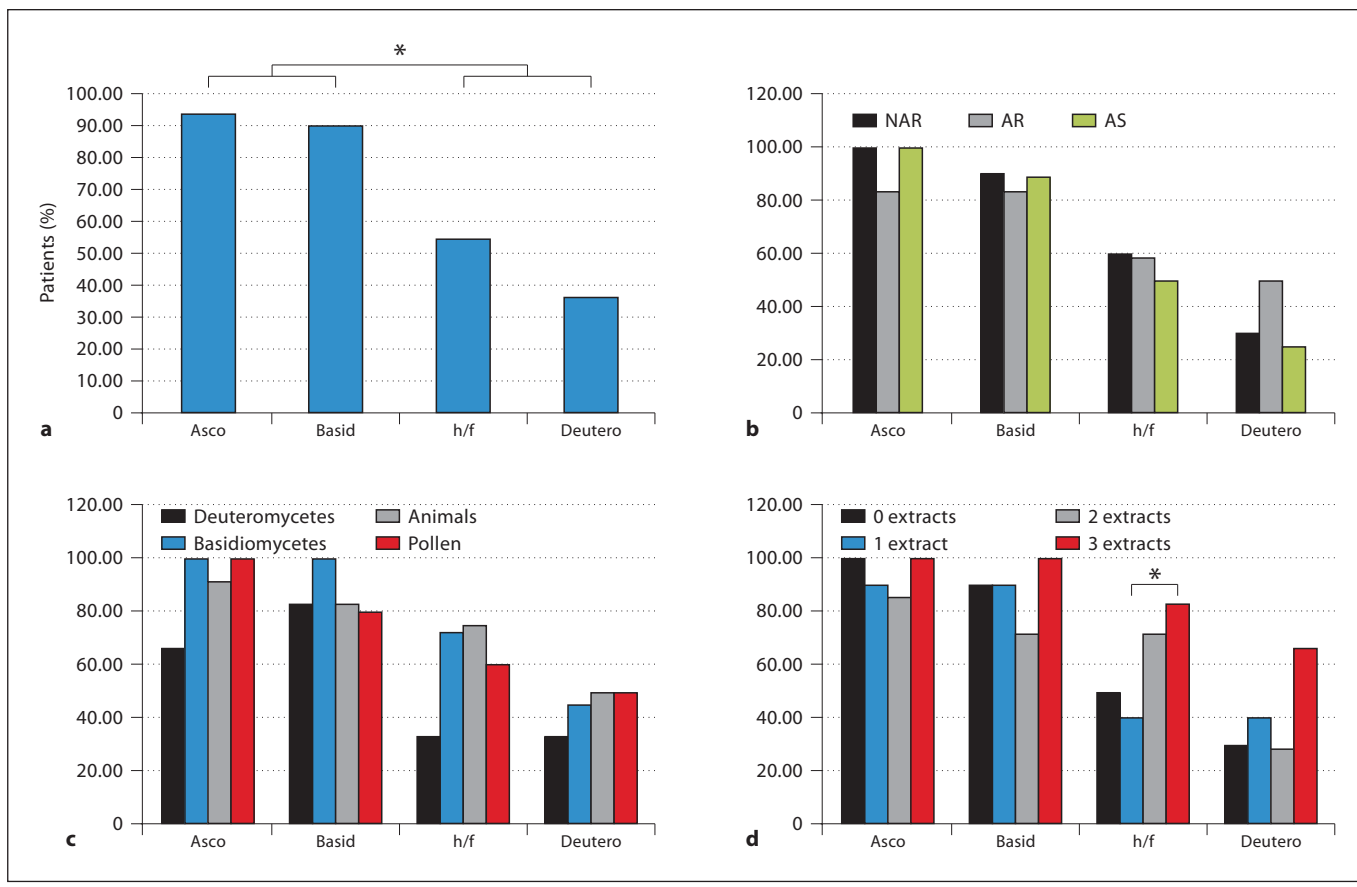 *
Patients (%)
100.00
90.00
80.00
70.00
60.00
50.00
40.00
30.00
20.00
10.00
0
Asco Basid h/f Deutero
a
120.00
100.00
80.00
60.00
40.00
20.00
0
NAR AR AS
Asco Basid h/f Deutero
b
120.00
100.00
80.00
60.00
40.00
20.00
0
Deuteromycetes Animals
Basidiomycetes Pollen
Asco Basid h/f Deutero
c
120.00
100.00
80.00
60.00
40.00
20.00
0
0 extracts 2 extracts
1 extract 3 extracts
*
Asco Basid h/f Deutero
d